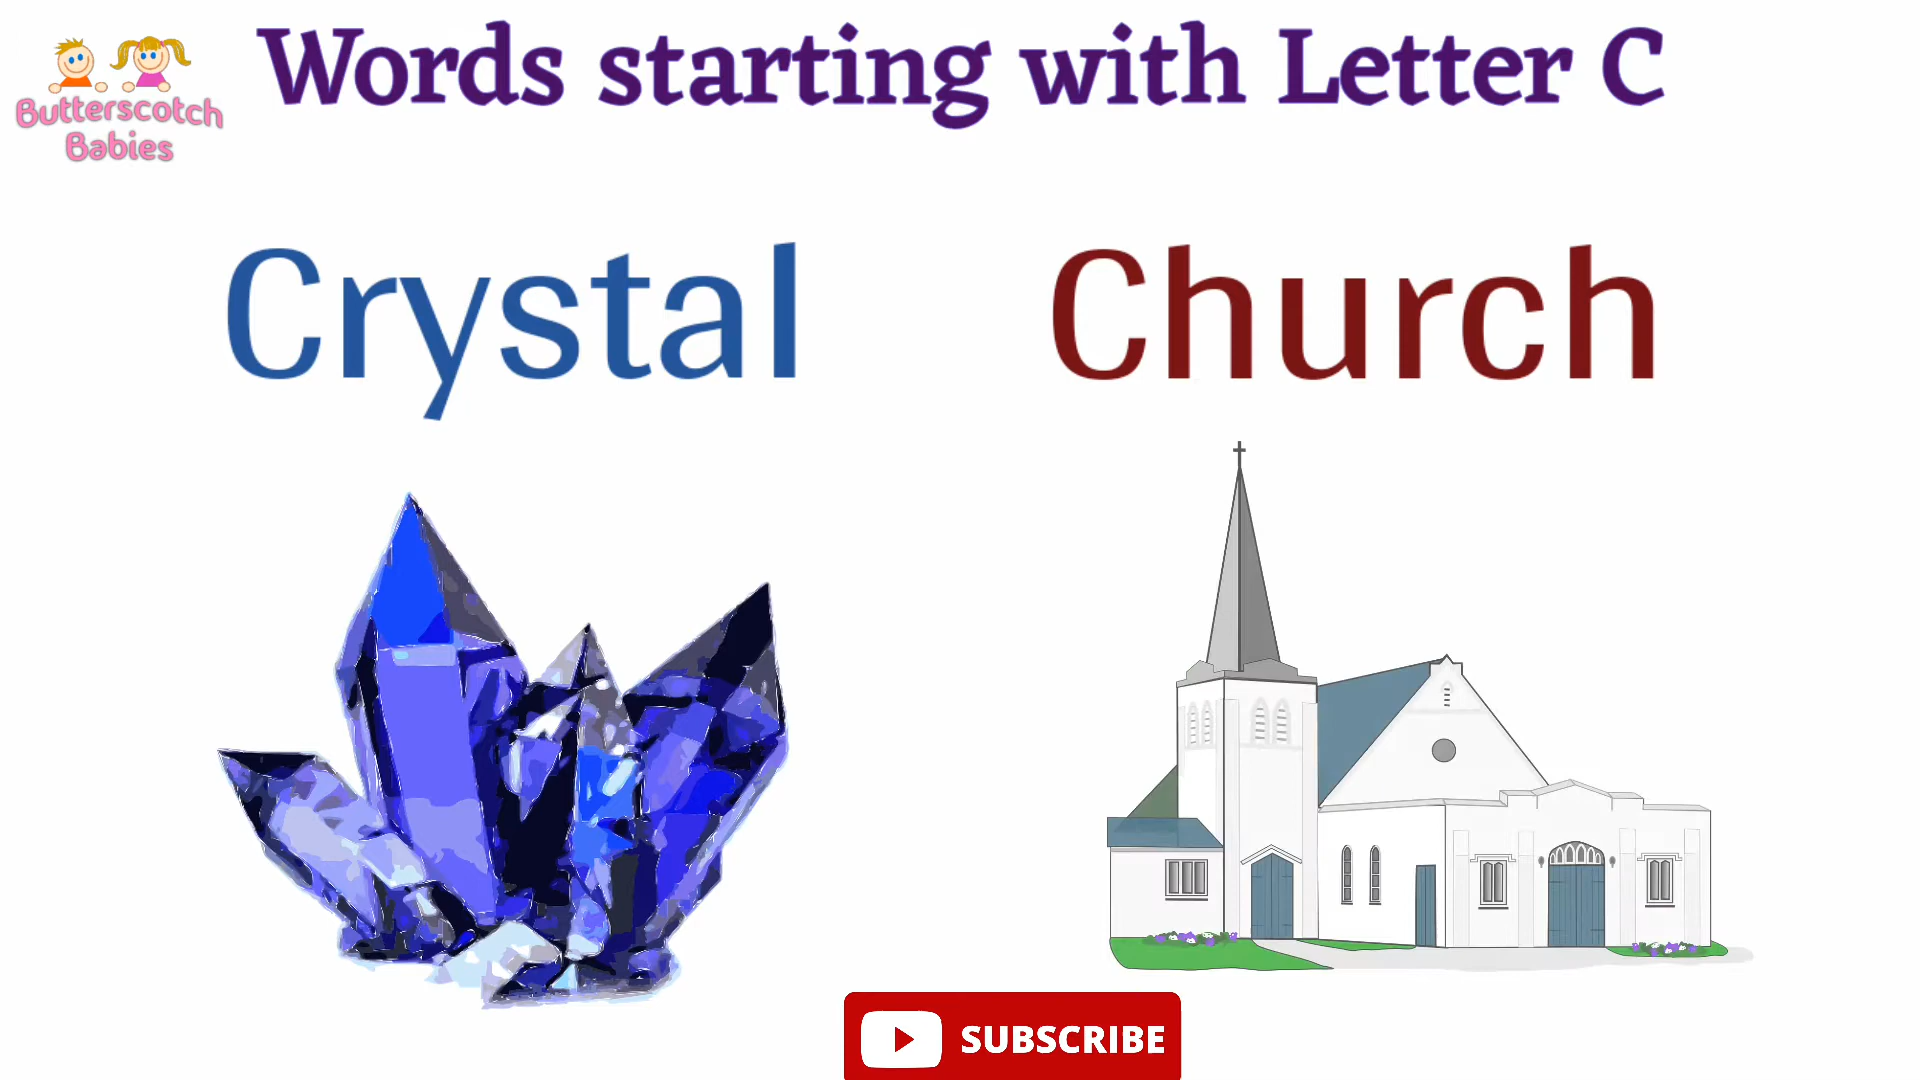 Words starting with Letter C
Butterscotch
Babies
Crystal
Church
SUBSCRIBE